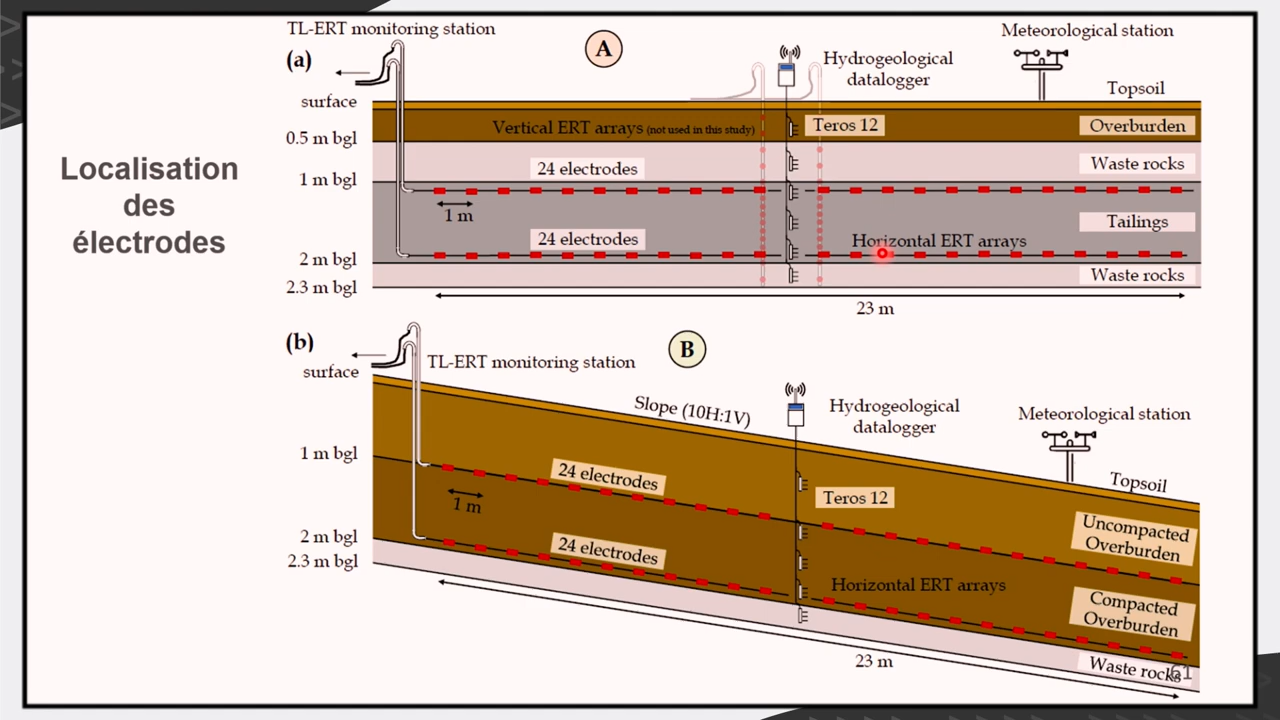 Localisation
des
électrodes
TL-ERT monitoring station
(a)
A
Meteorological station
Hydrogeological
datalogger
surface
Topsoil
Vertical ERT arrays (not used in this study)
Teros 12
Overburden
0.5 m bgl
24 electrodes
Waste rocks
1 m bgl
1 m
Tailings
24 electrodes
Horizontal ERT arrays
2 m bgl
Waste rocks
2.3 m bgl
23 m
(b)
B
TL-ERT monitoring station
surface
Slope (10H:1V)
Hydrogeological
datalogger
Meteorological station
1 m bgl
24 electrodes
Topsoil
1 m
Teros 12
Uncompacted
Overburden
2 m bgl
24 electrodes
2.3 m bgl
Horizontal ERT arrays
Compacted
Overburden
23 m
Waste rocks
61